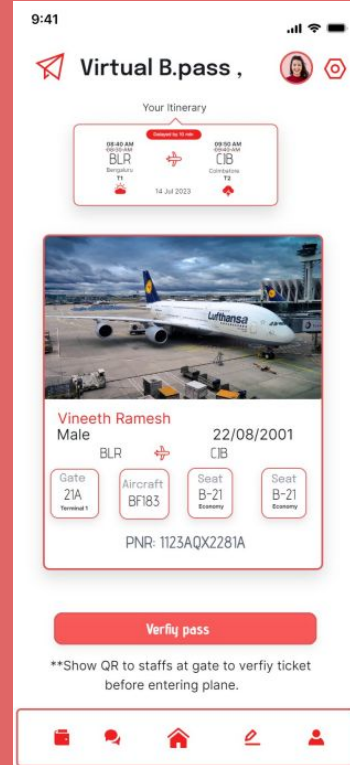 9:41
Virtual B.pass ,
Your Itinerary
Delayed by 10 min
08:40 AM
09:50 AM
BLR
CJB
Bengaluru
Coimbatore
T1
T2
14 Jul 2023
Lufthansa
Vineeth Ramesh
Male
22/08/2001
BLR
CJB
Gate
21A
Terminal 1
Aircraft
BF183
Seat
B-21
Economy
Seat
B-21
Economy
PNR: 1123AQX2281A
Verfiy pass
**Show QR to staffs at gate to verfiy ticket
before entering plane.